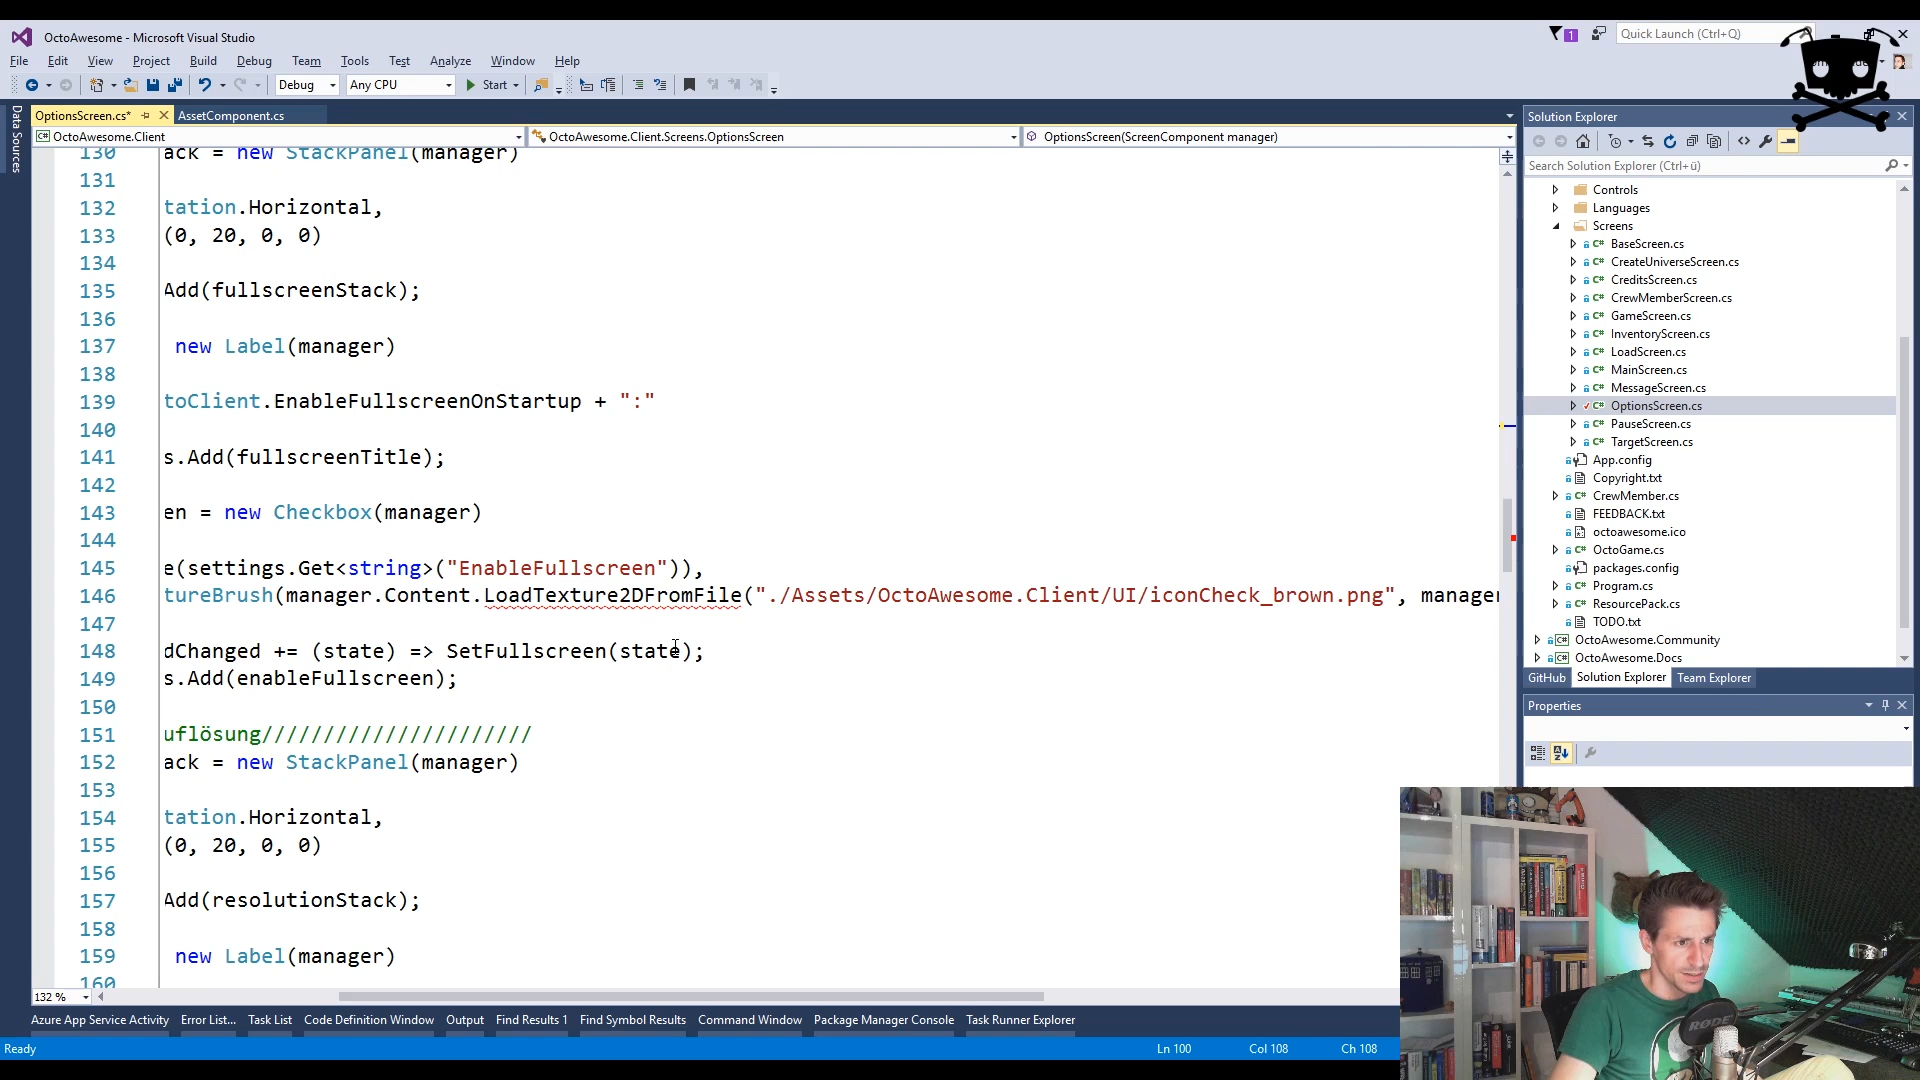 OctoAwesome - Microsoft Visual Studio
1
Quick Launch (Ctrl+Q)
File Edit View Project Build Debug Team Tools Test Analyze Window Help
Debug Any CPU Start
Data Sources
OptionsScreen.cs* AssetComponent.cs
OctoAwesome.Client OctoAwesome.Client.Screens.OptionsScreen OptionsScreen(ScreenComponent manager)
130 ack = new StackPanel(manager)
131
132 tation.Horizontal,
133 (0, 20, 0, 0)
134
135 Add(fullscreenStack);
136
137 new Label(manager)
138
139 toClient.EnableFullscreenOnStartup + ":"
140
141 s.Add(fullscreenTitle);
142
143 en = new Checkbox(manager)
144
145 e(settings.Get<string>("EnableFullscreen")),
146 tureBrush(manager.Content.LoadTexture2DFromFile("./Assets/OctoAwesome.Client/UI/iconCheck_brown.png", manager
147
148 dChanged += (state) => SetFullscreen(state);
149 s.Add(enableFullscreen);
150
151 uflösung//////////////////////
152 ack = new StackPanel(manager)
153
154 tation.Horizontal,
155 (0, 20, 0, 0)
156
157 Add(resolutionStack);
158
159 new Label(manager)
160
132 %
Solution Explorer
Search Solution Explorer (Ctrl+ü)
Controls
Languages
Screens
C# BaseScreen.cs
C# CreateUniverseScreen.cs
C# CreditsScreen.cs
C# CrewMemberScreen.cs
C# GameScreen.cs
C# InventoryScreen.cs
C# LoadScreen.cs
C# MainScreen.cs
C# MessageScreen.cs
C# OptionsScreen.cs
C# PauseScreen.cs
C# TargetScreen.cs
App.config
Copyright.txt
C# CrewMember.cs
FEEDBACK.txt
octoawesome.ico
C# OctoGame.cs
packages.config
C# Program.cs
C# ResourcePack.cs
TODO.txt
C# OctoAwesome.Community
C# OctoAwesome.Docs
GitHub Solution Explorer Team Explorer
Properties
Azure App Service Activity Error List... Task List Code Definition Window Output Find Results 1 Find Symbol Results Command Window Package Manager Console Task Runner Explorer
Ready Ln 100 Col 108 Ch 108
RØDE